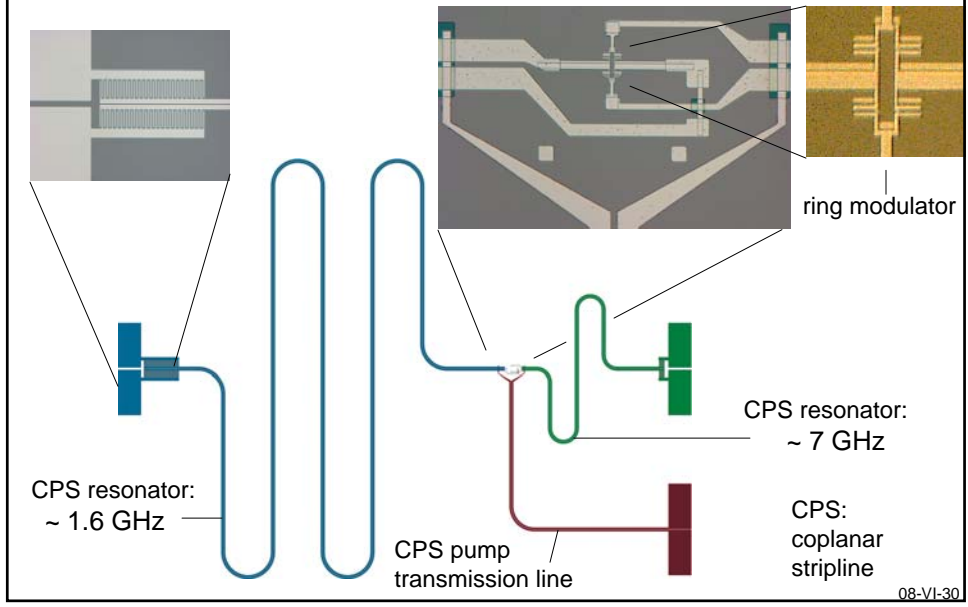 ring modulator
CPS resonator:
~ 7 GHz
CPS resonator:
~ 1.6 GHz
CPS pump
transmission line
CPS:
coplanar
stripline
08-VI-30